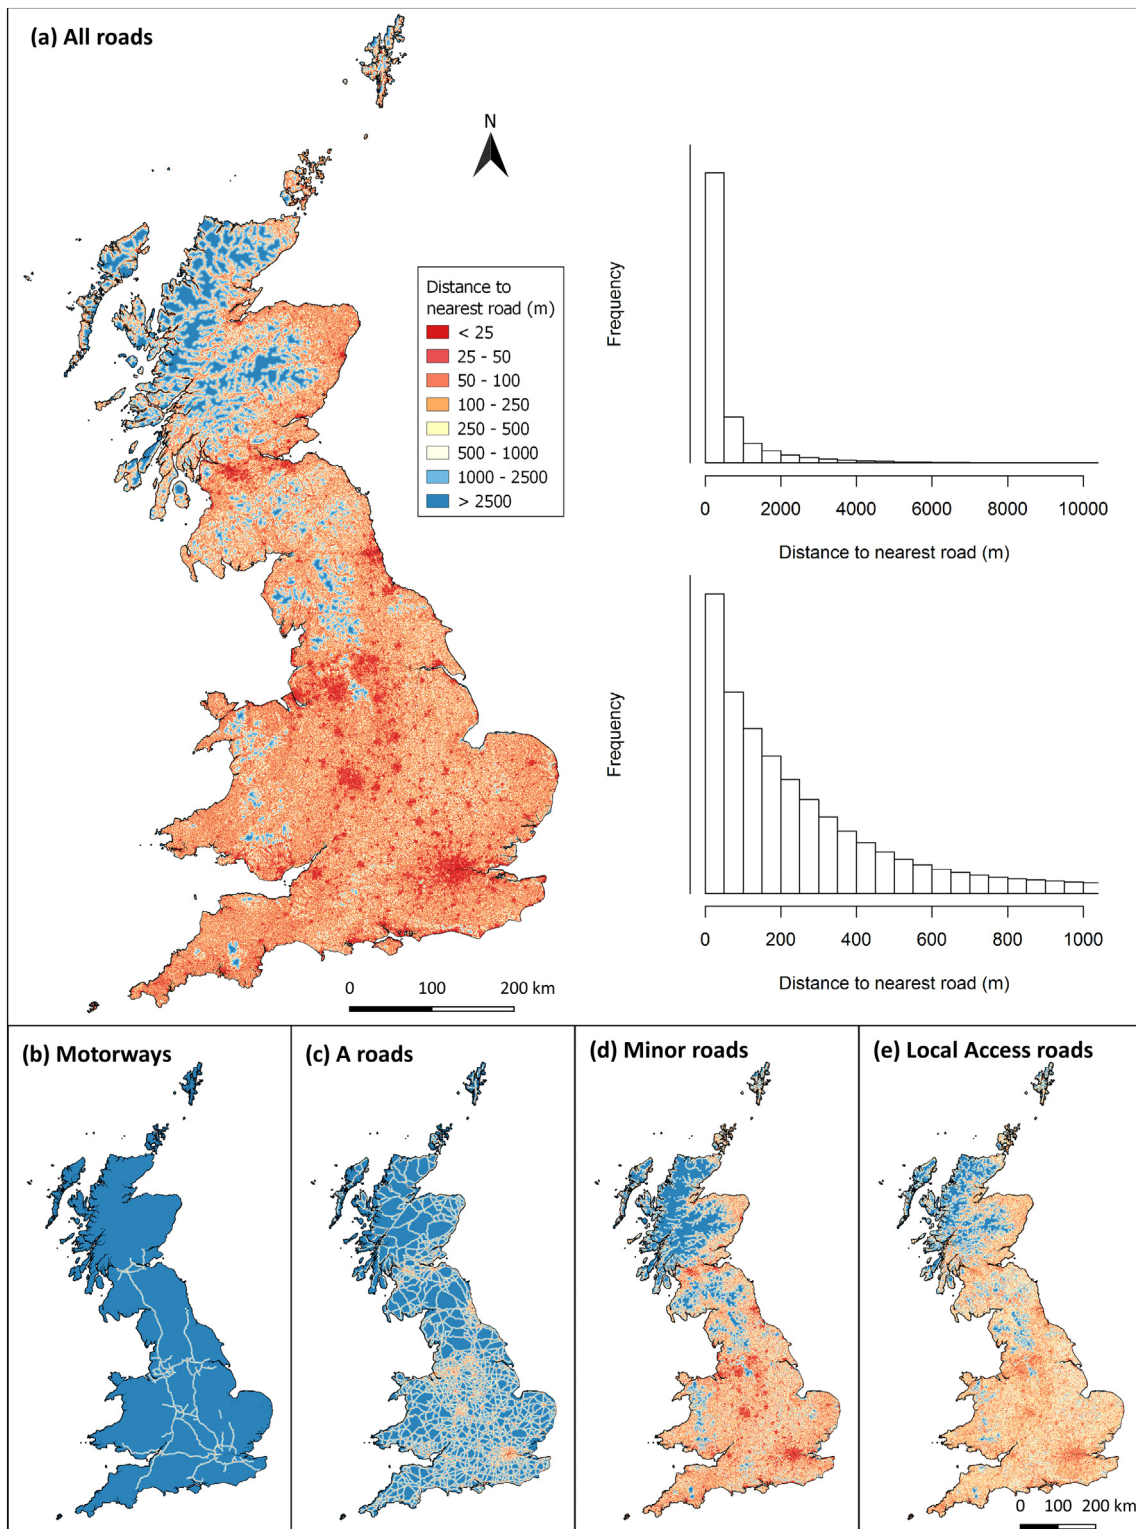 (a) All roads
N
Distance to
nearest road (m)
< 25
25 - 50
50 - 100
100 - 250
250 - 500
500 - 1000
1000 - 2500
> 2500
0 100 200 km
Frequency
0 2000 4000 6000 8000 10000
Distance to nearest road (m)
Frequency
0 200 400 600 800 1000
Distance to nearest road (m)
(b) Motorways
(c) A roads
(d) Minor roads
(e) Local Access roads
0 100 200 km